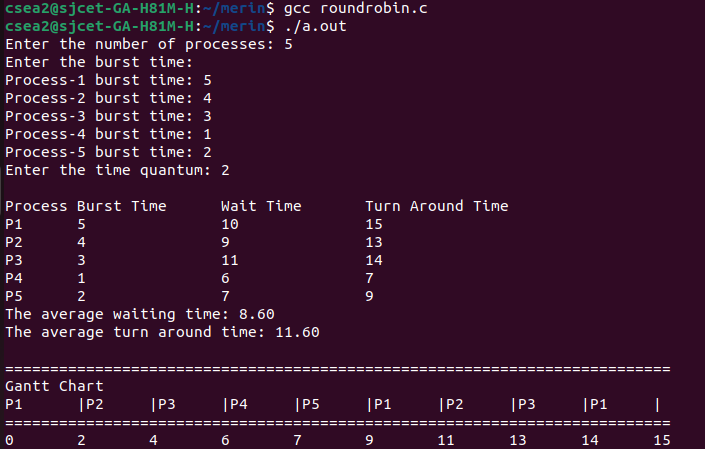 csea2@sjcet-GA-H81M-H:~/merin$ gcc roundrobin.c
csea2@sjcet-GA-H81M-H:~/merin$ ./a.out
Enter the number of processes: 5
Enter the burst time:
Process-1 burst time: 5
Process-2 burst time: 4
Process-3 burst time: 3
Process-4 burst time: 1
Process-5 burst time: 2
Enter the time quantum: 2
Process Burst Time      Wait Time       Turn Around Time
P1      5               10              15
P2      4               9               13
P3      3               11              14
P4      1               6               7
P5      2               7               9
The average waiting time: 8.60
The average turn around time: 11.60
==========================================================================
Gantt Chart
P1      |P2     |P3     |P4     |P5     |P1     |P2     |P3     |P1     |
==========================================================================
0       2       4       6       7       9       11      13      14      15